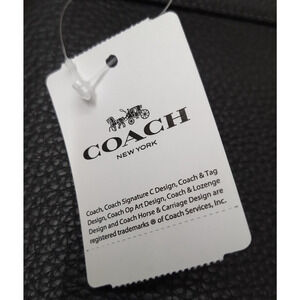 COACH
NEW YORK
Coach, Coach Signature C Design, Coach & Tag
Design, Coach Op Art Design, Coach & Lozenge
Design and Coach Horse & Carriage Design are
registered trademarks ® of Coach Services, Inc.